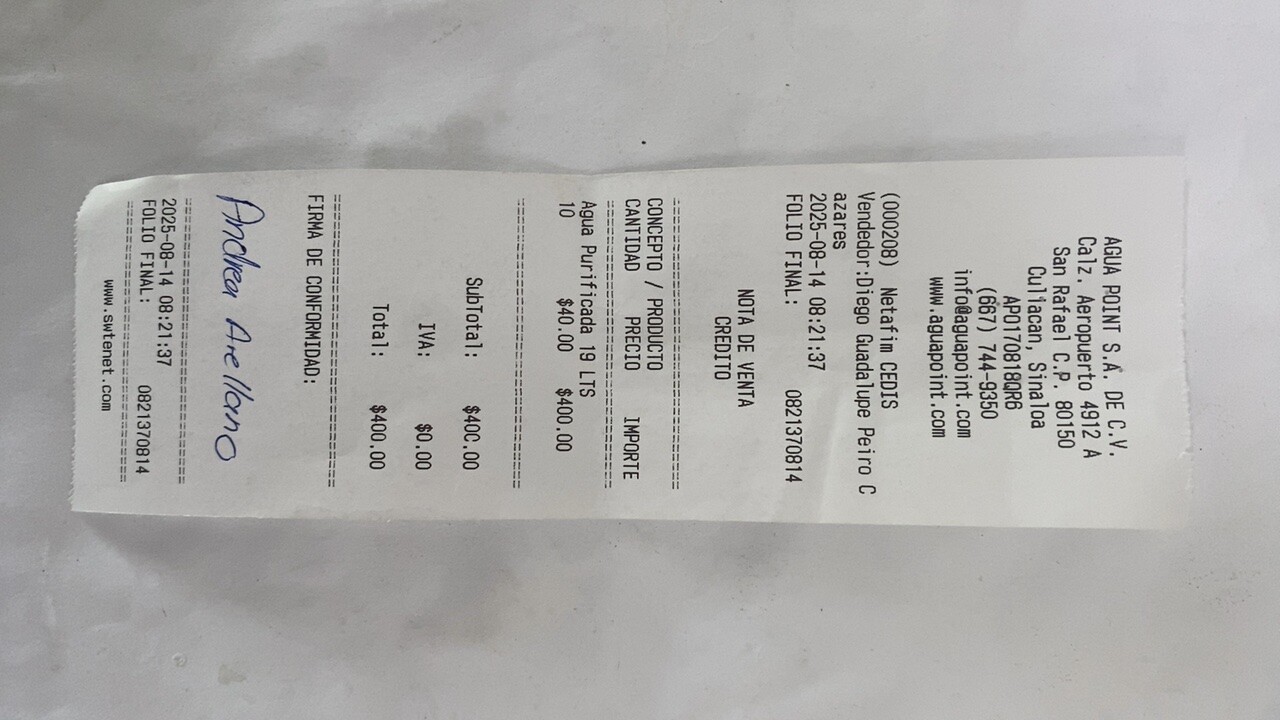 AGUA POINT S.A. DE C.V.
Calz. Aeropuerto 4912 A
San Rafael C.P. 80150
Culiacan, Sinaloa
APO170818QR6
(667) 744-9350
info@aguapoint.com
www.aguapoint.com
(000208) Netafim CEDIS
Vendedor:Diego Guadalupe Peiro C
azares
2025-08-14 08:21:37
FOLIO FINAL: 0821370814
NOTA DE VENTA
CREDITO
================================
CONCEPTO / PRODUCTO
CANTIDAD PRECIO IMPORTE
================================
Agua Purificada 19 LTS
10 $40.00 $400.00
================================
SubTotal: $400.00
IVA: $0.00
Total: $400.00
================================
FIRMA DE CONFORMIDAD:
Andrea Arellano
================================
2025-08-14 08:21:37
FOLIO FINAL: 0821370814
================================
www.swtenet.com